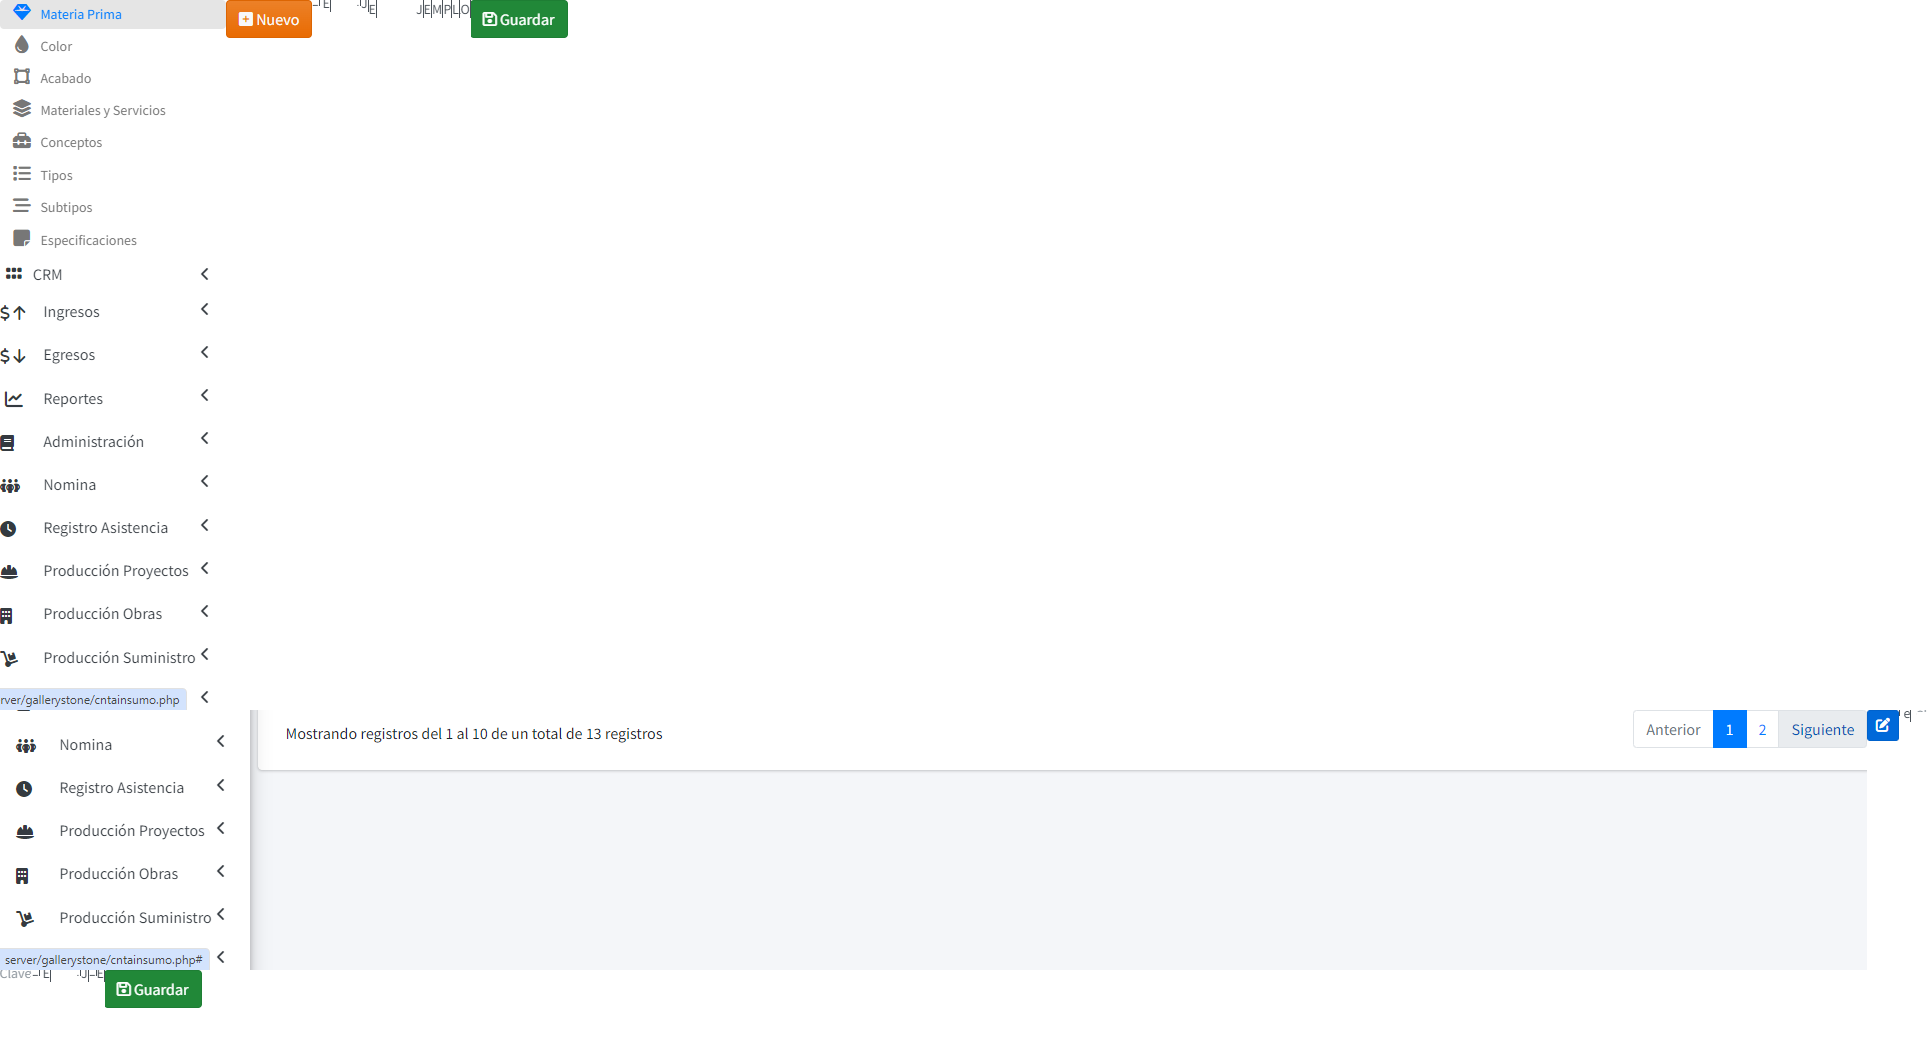 Materia Prima
Nuevo
Guardar
Color
Acabado
Materiales y Servicios
Conceptos
Tipos
Subtipos
Especificaciones
CRM
Ingresos
Egresos
Reportes
Administración
Nomina
Registro Asistencia
Producción Proyectos
Producción Obras
Producción Suministro
rver/gallerystone/cntainsumo.php
Mostrando registros del 1 al 10 de un total de 13 registros
Anterior 1 2 Siguiente
Nomina
Registro Asistencia
Producción Proyectos
Producción Obras
Producción Suministro
server/gallerystone/cntainsumo.php#
Clave
Guardar